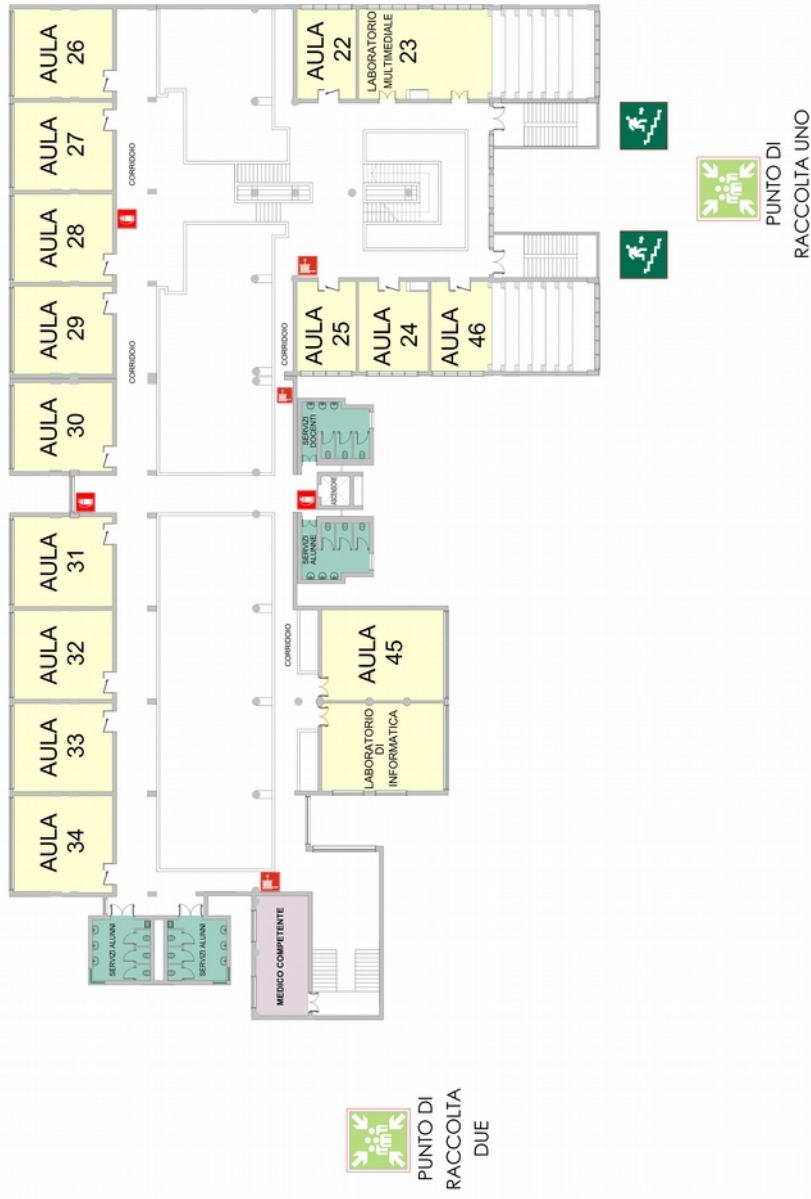 AULA
26
AULA
27
AULA
28
AULA
29
AULA
30
AULA
31
AULA
32
AULA
33
AULA
34
CORRIDOIO
CORRIDOIO
AULA
22
LABORATORIO
MULTIMEDIALE
23
CORRIDOIO
AULA
25
AULA
24
AULA
46
SERVIZI
DOCENTI
ASCENSORE
SERVIZI
ALUNNE
CORRIDOIO
AULA
45
LABORATORIO
DI
INFORMATICA
SERVIZI ALUNNI
SERVIZI ALUNNI
MEDICO COMPETENTE
PUNTO DI
RACCOLTA UNO
PUNTO DI
RACCOLTA
DUE